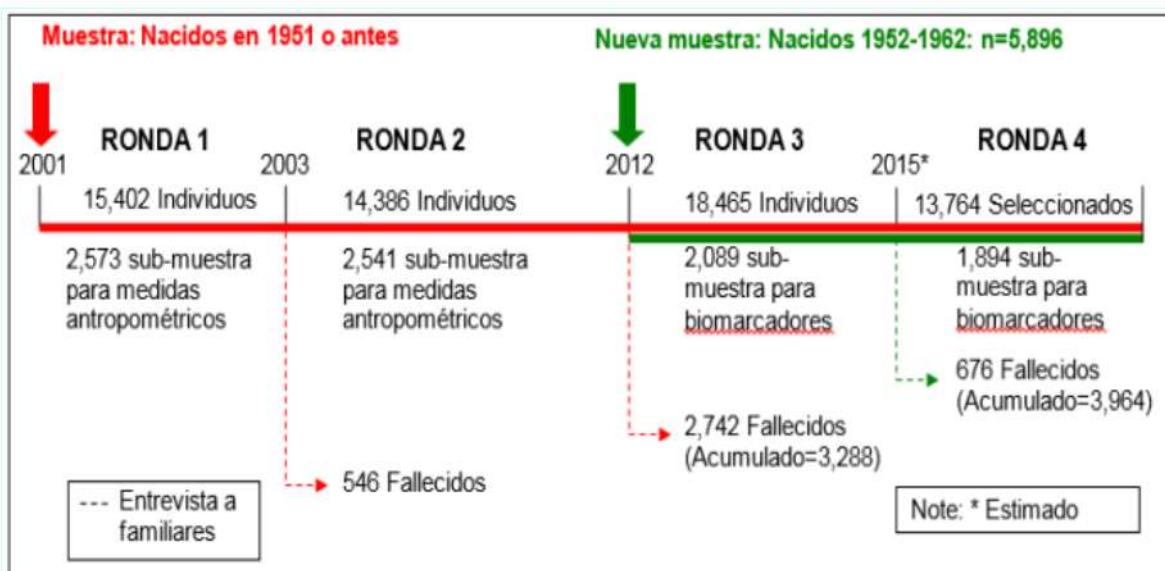 Muestra: Nacidos en 1951 o antes
Nueva muestra: Nacidos 1952-1962: n=5,896
RONDA 1
RONDA 2
RONDA 3
RONDA 4
2001
2003
2012
2015*
15,402 Individuos
14,386 Individuos
18,465 Individuos
13,764 Seleccionados
2,573 sub-muestra
para medidas
antropométricos
2,541 sub-muestra
para medidas
antropométricos
2,089 sub-
muestra para
biomarcadores
1,894 sub-
muestra para
biomarcadores
676 Fallecidos
(Acumulado=3,964)
2,742 Fallecidos
(Acumulado=3,288)
546 Fallecidos
--- Entrevista a
familiares
Note: * Estimado